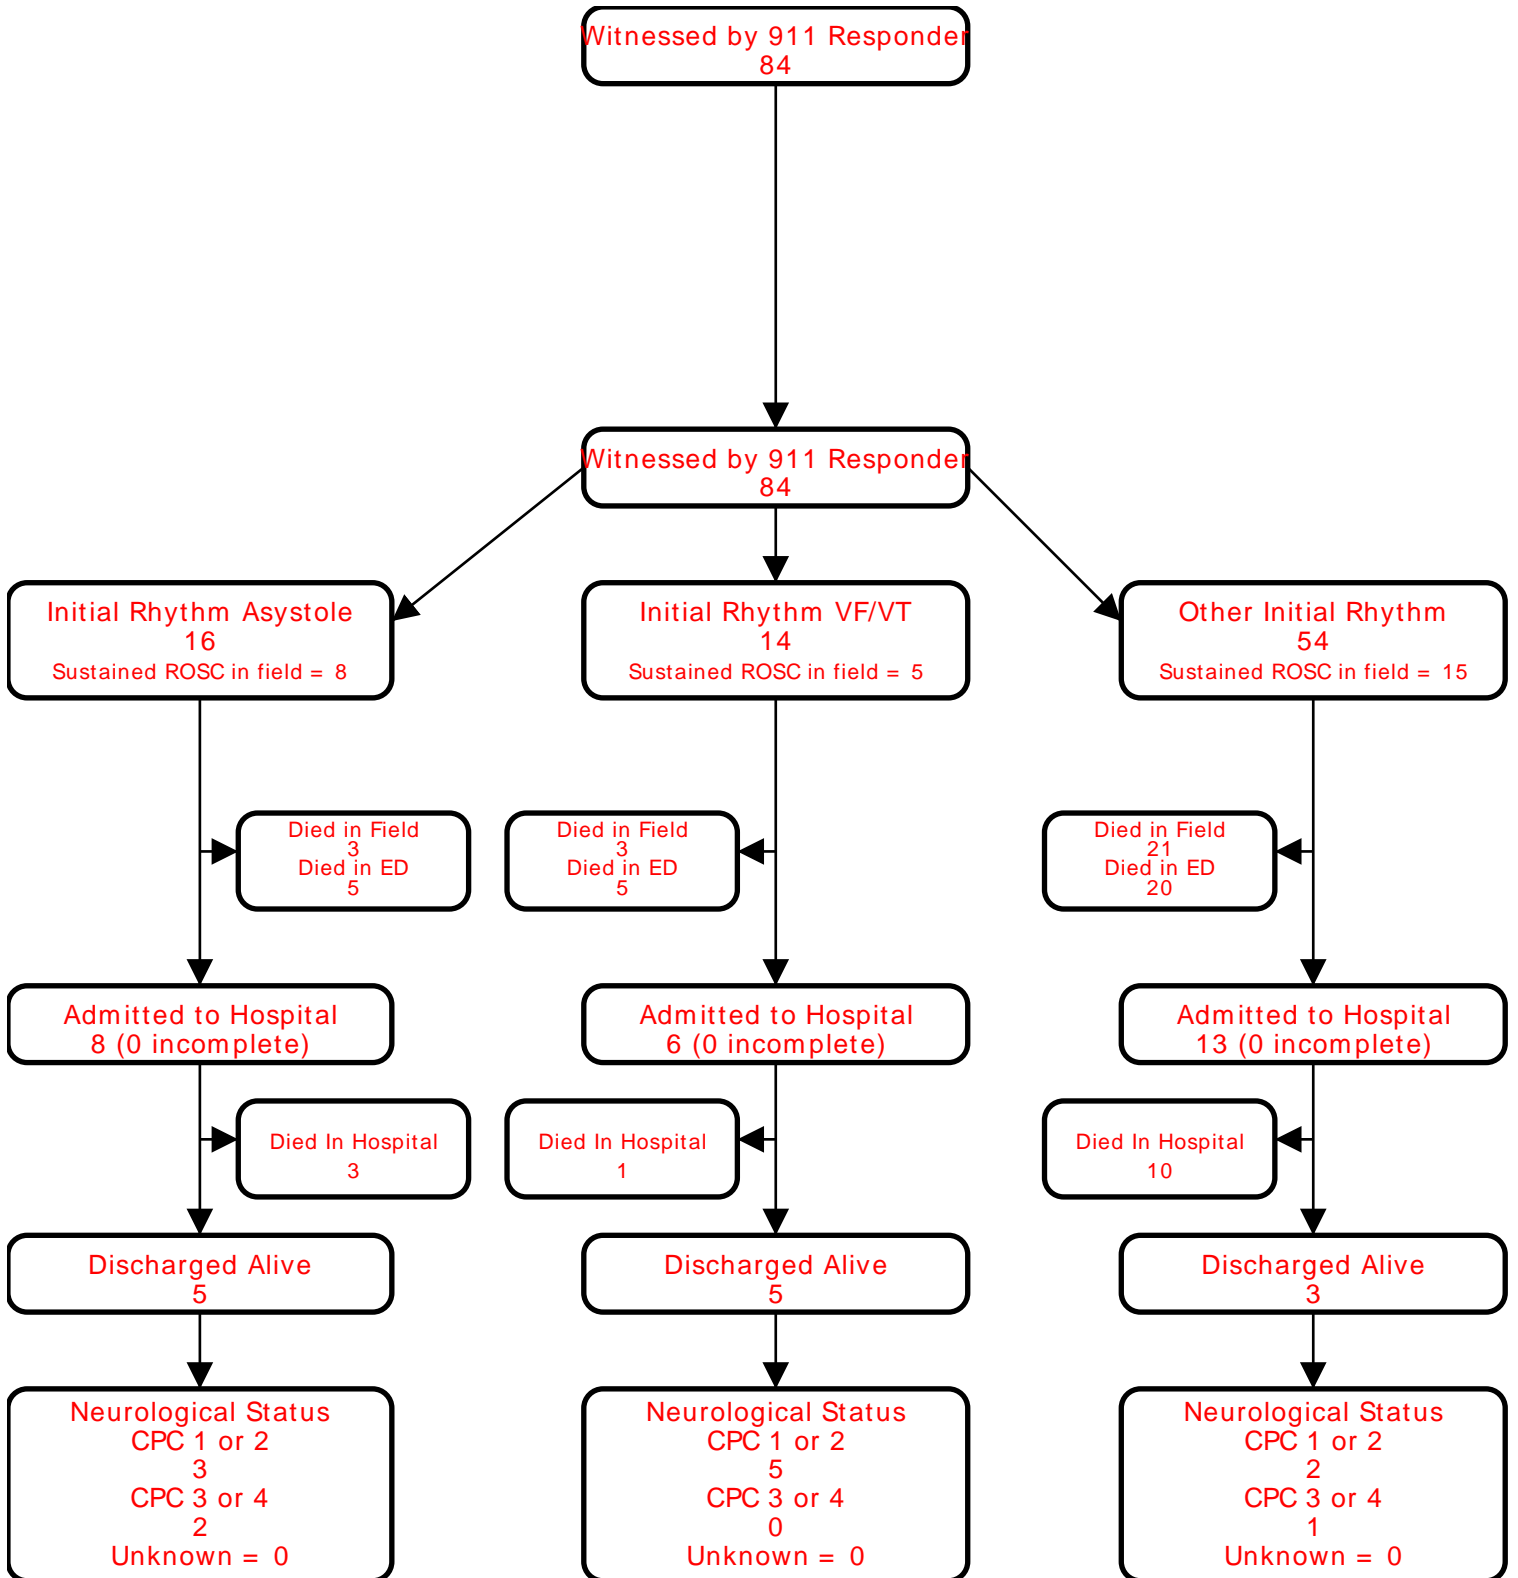 Witnessed by 911 Responder
84
Witnessed by 911 Responder
84
Initial Rhythm Asystole
16
Sustained ROSC in field = 8
Initial Rhythm VF/VT
14
Sustained ROSC in field = 5
Other Initial Rhythm
54
Sustained ROSC in field = 15
Died in Field
3
Died in ED
5
Died in Field
3
Died in ED
5
Died in Field
21
Died in ED
20
Admitted to Hospital
8 (0 incomplete)
Admitted to Hospital
6 (0 incomplete)
Admitted to Hospital
13 (0 incomplete)
Died In Hospital
3
Died In Hospital
1
Died In Hospital
10
Discharged Alive
5
Discharged Alive
5
Discharged Alive
3
Neurological Status
CPC 1 or 2
3
CPC 3 or 4
2
Unknown = 0
Neurological Status
CPC 1 or 2
5
CPC 3 or 4
0
Unknown = 0
Neurological Status
CPC 1 or 2
2
CPC 3 or 4
1
Unknown = 0